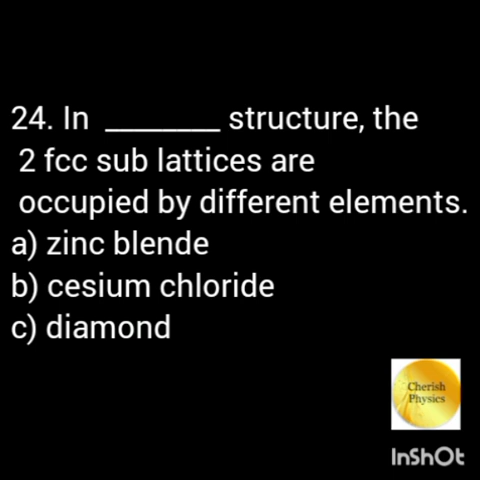 24. In ________ structure, the
2 fcc sub lattices are
occupied by different elements.
a) zinc blende
b) cesium chloride
c) diamond
Cherish
Physics
InShOt